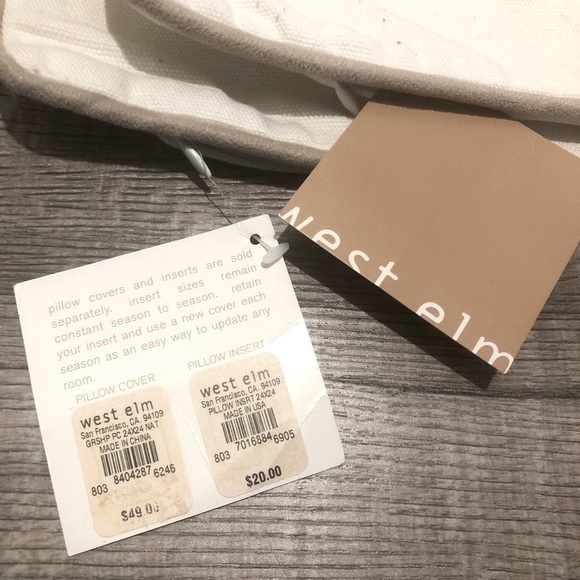 west elm
pillow covers and inserts are sold
separately. insert sizes remain
constant season to season. retain
your insert and use a new cover each
season as an easy way to update any
room.
PILLOW COVER
west elm
San Francisco, CA. 94109
GRSHP PC 24X24 NAT
MADE IN CHINA
803 8404287 6246
$49.00
PILLOW INSERT
west elm
San Francisco, CA. 94109
PILLOW INSRT 24X24
MADE IN USA
803 7016884 6905
$20.00